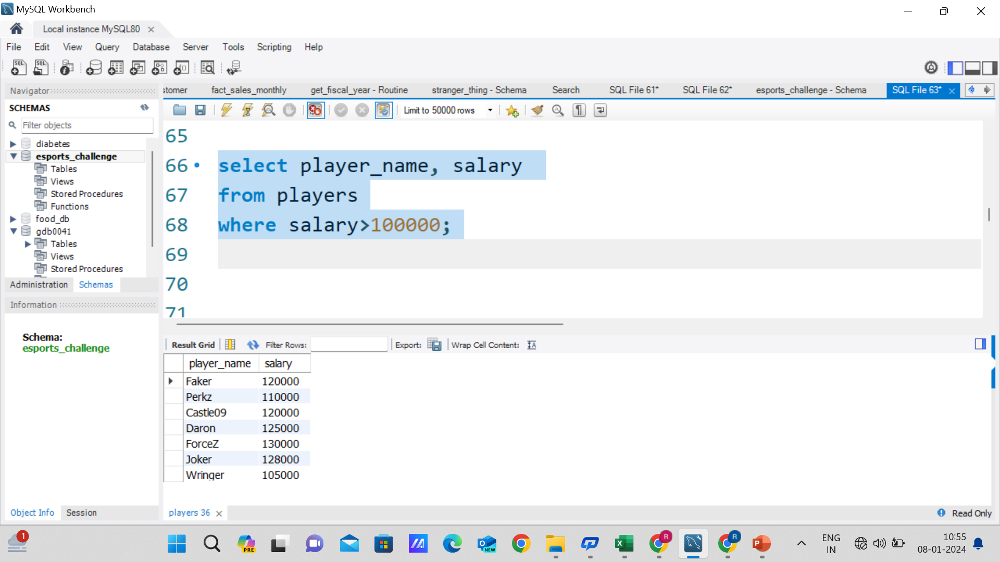 MySQL Workbench
Local instance MySQL80
File Edit View Query Database Server Tools Scripting Help
Navigator
SCHEMAS
Filter objects
diabetes
esports_challenge
Tables
Views
Stored Procedures
Functions
food_db
gdb0041
Tables
Views
Stored Procedures
Administration Schemas
Information
Schema:
esports_challenge
Object Info Session
stomer fact_sales_monthly get_fiscal_year - Routine stranger_thing - Schema Search SQL File 61* SQL File 62* esports_challenge - Schema SQL File 63*
Limit to 50000 rows
65
66 select player_name, salary
67 from players
68 where salary>100000;
69
70
71
Result Grid Filter Rows: Export: Wrap Cell Content:
player_name salary
Faker 120000
Perkz 110000
Castle09 120000
Daron 125000
ForceZ 130000
Joker 128000
Wringer 105000
players 36 Read Only
1
PRE
NEW
R
R
ENG
IN
10:55
08-01-2024